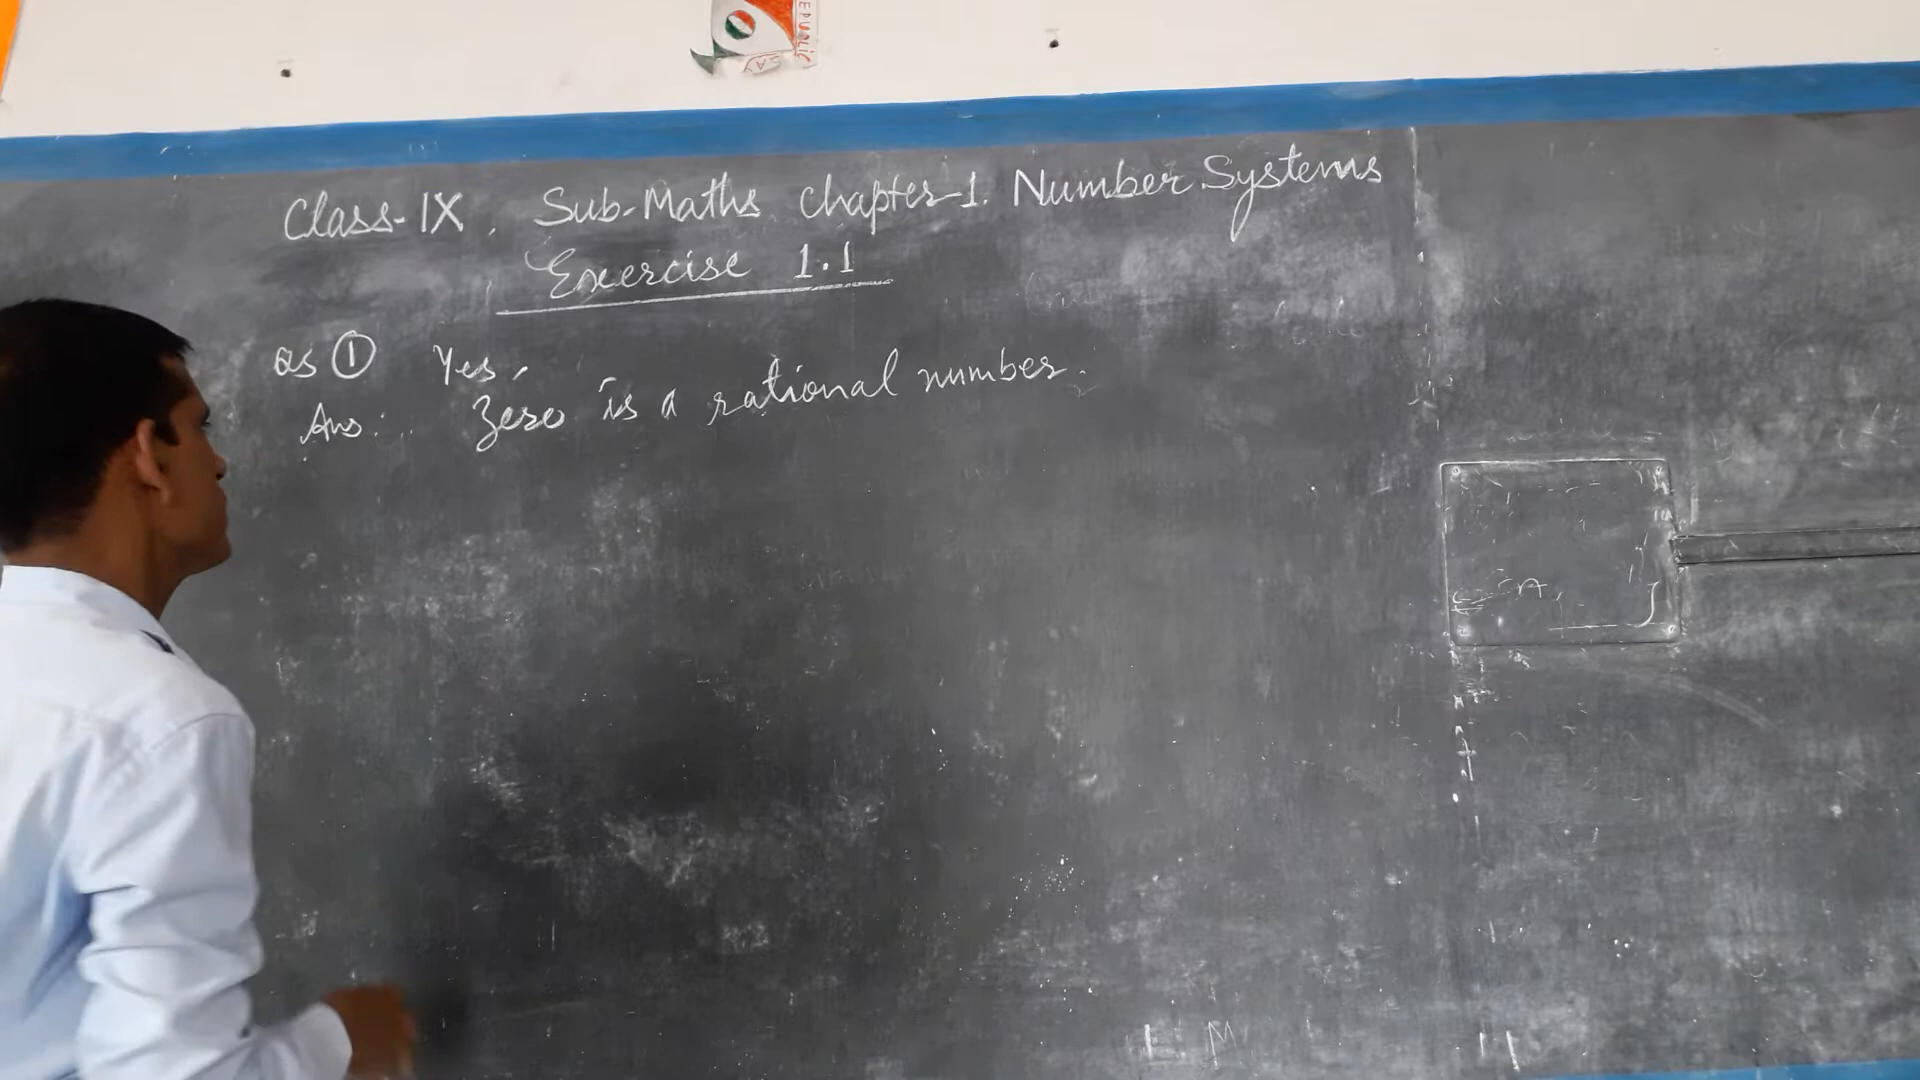 EPUBLIC
Class-IX, Sub-Maths chapter-1. Number Systems
Exercise 1.1
Qs ① Yes,
Ans: Zero is a rational number.